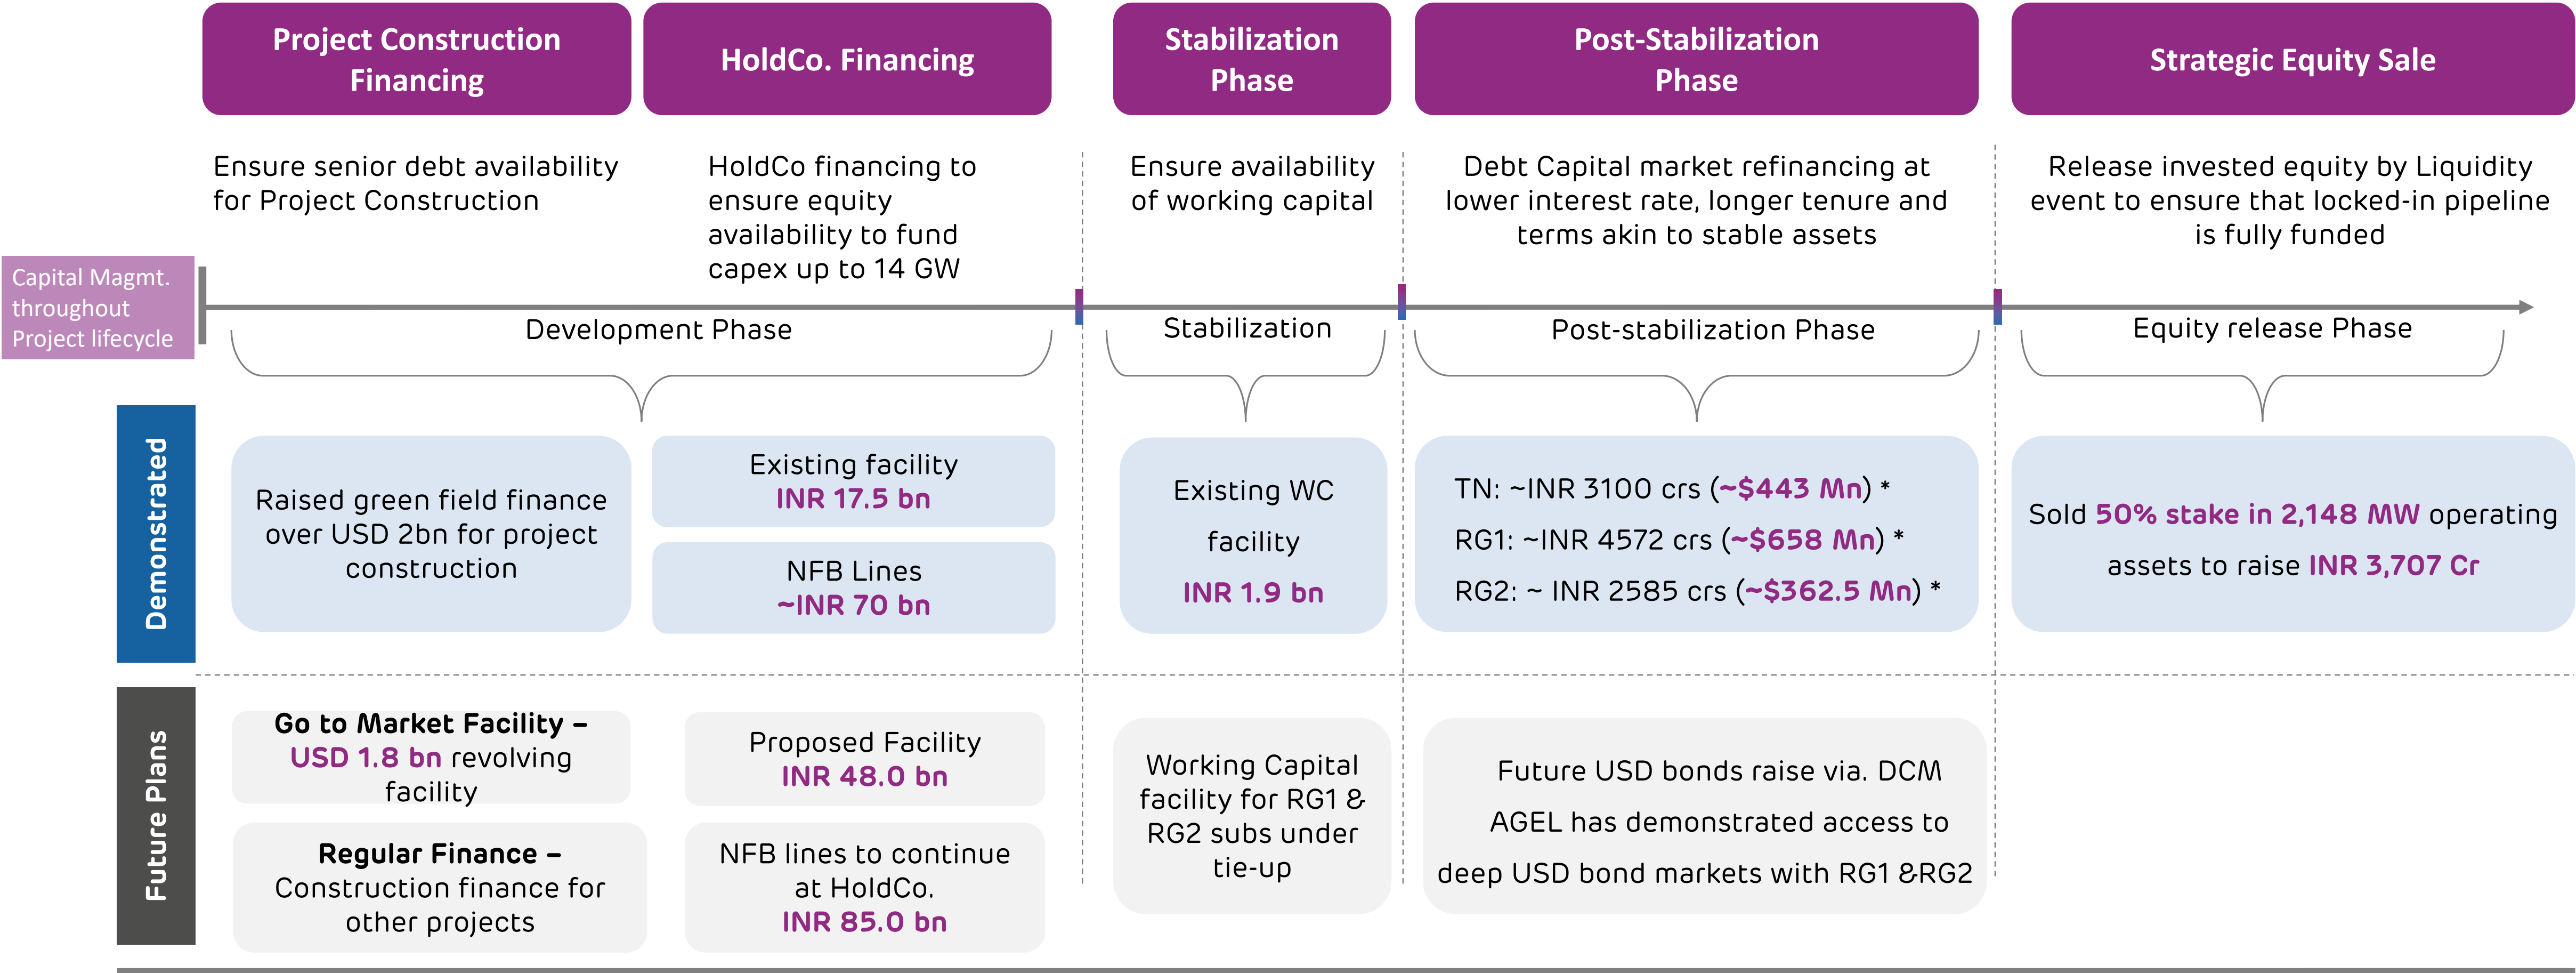 Project Construction
Financing
HoldCo. Financing
Stabilization
Phase
Post-Stabilization
Phase
Strategic Equity Sale
Ensure senior debt availability
for Project Construction
HoldCo financing to
ensure equity
availability to fund
capex up to 14 GW
Ensure availability
of working capital
Debt Capital market refinancing at
lower interest rate, longer tenure and
terms akin to stable assets
Release invested equity by Liquidity
event to ensure that locked-in pipeline
is fully funded
Capital Magmt.
throughout
Project lifecycle
Development Phase
Stabilization
Post-stabilization Phase
Equity release Phase
Demonstrated
Raised green field finance
over USD 2bn for project
construction
Existing facility
INR 17.5 bn
NFB Lines
~INR 70 bn
Existing WC
facility
INR 1.9 bn
TN: ~INR 3100 crs (~$443 Mn) *
RG1: ~INR 4572 crs (~$658 Mn) *
RG2: ~ INR 2585 crs (~$362.5 Mn) *
Sold 50% stake in 2,148 MW operating
assets to raise INR 3,707 Cr
Future Plans
Go to Market Facility –
USD 1.8 bn revolving
facility
Regular Finance –
Construction finance for
other projects
Proposed Facility
INR 48.0 bn
NFB lines to continue
at HoldCo.
INR 85.0 bn
Working Capital
facility for RG1 &
RG2 subs under
tie-up
Future USD bonds raise via. DCM
AGEL has demonstrated access to
deep USD bond markets with RG1 &RG2